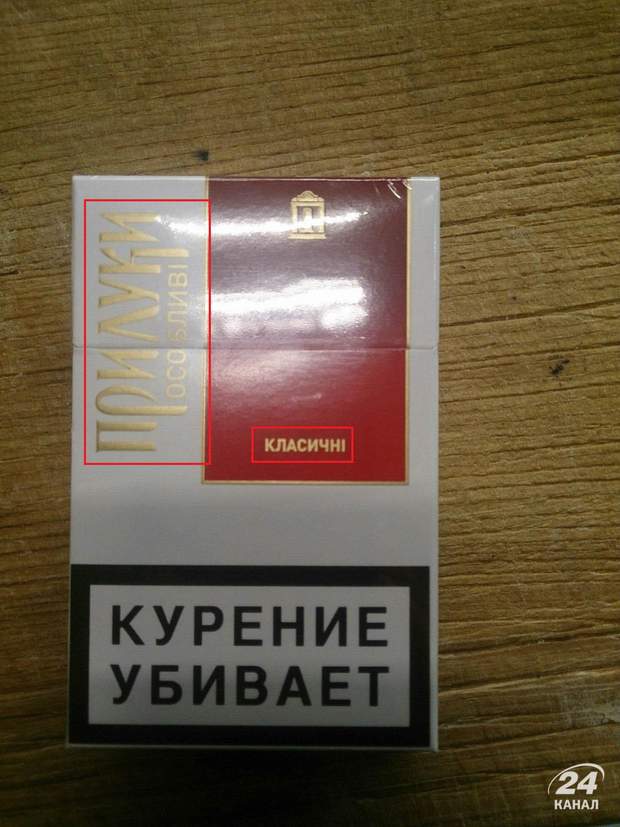 ПРИЛУКИ
ОСОБЛИВІ
КЛАСИЧНІ
КУРЕНИЕ
УБИВАЕТ
24
КАНАЛ